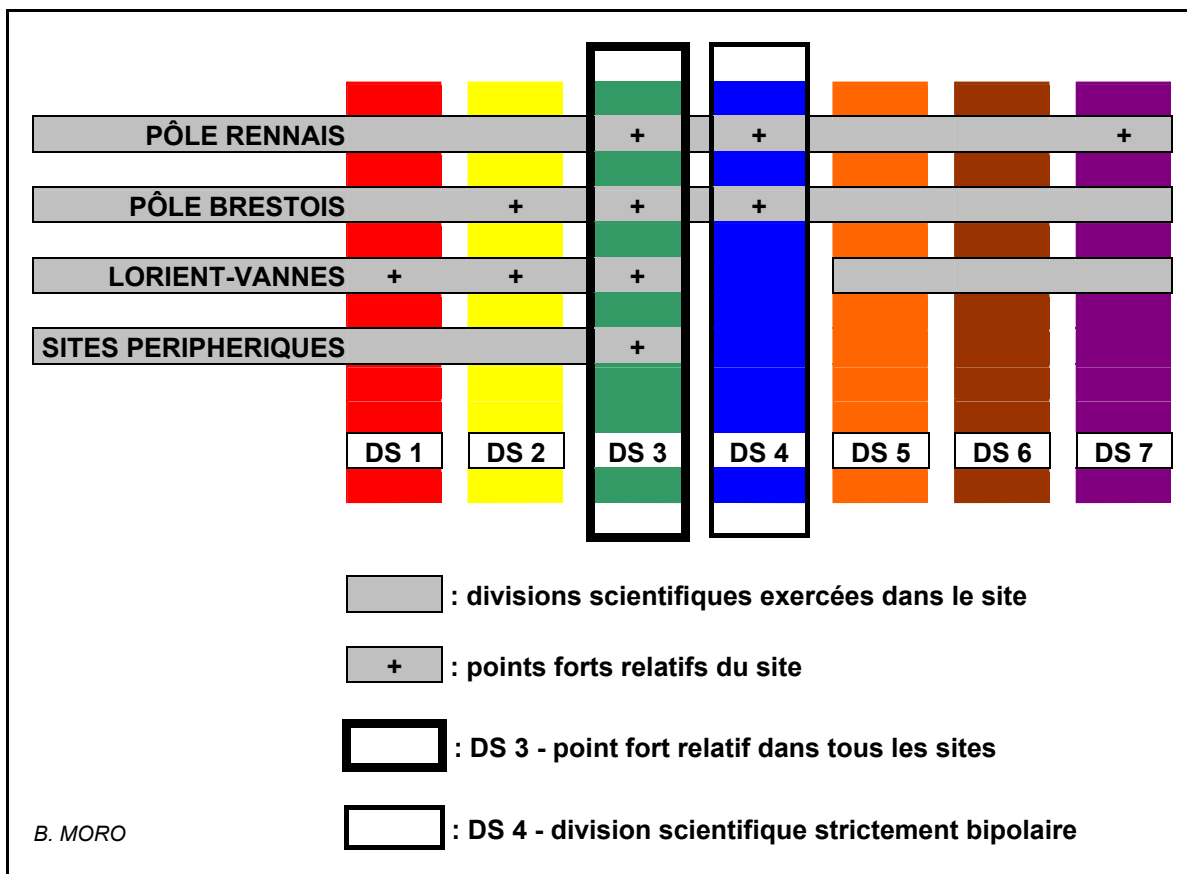 PÔLE RENNAIS + + +
PÔLE BRESTOIS + + +
LORIENT-VANNES + + +
SITES PERIPHERIQUES +
DS 1 DS 2 DS 3 DS 4 DS 5 DS 6 DS 7
: divisions scientifiques exercées dans le site
+ : points forts relatifs du site
: DS 3 - point fort relatif dans tous les sites
: DS 4 - division scientifique strictement bipolaire
B. MORO